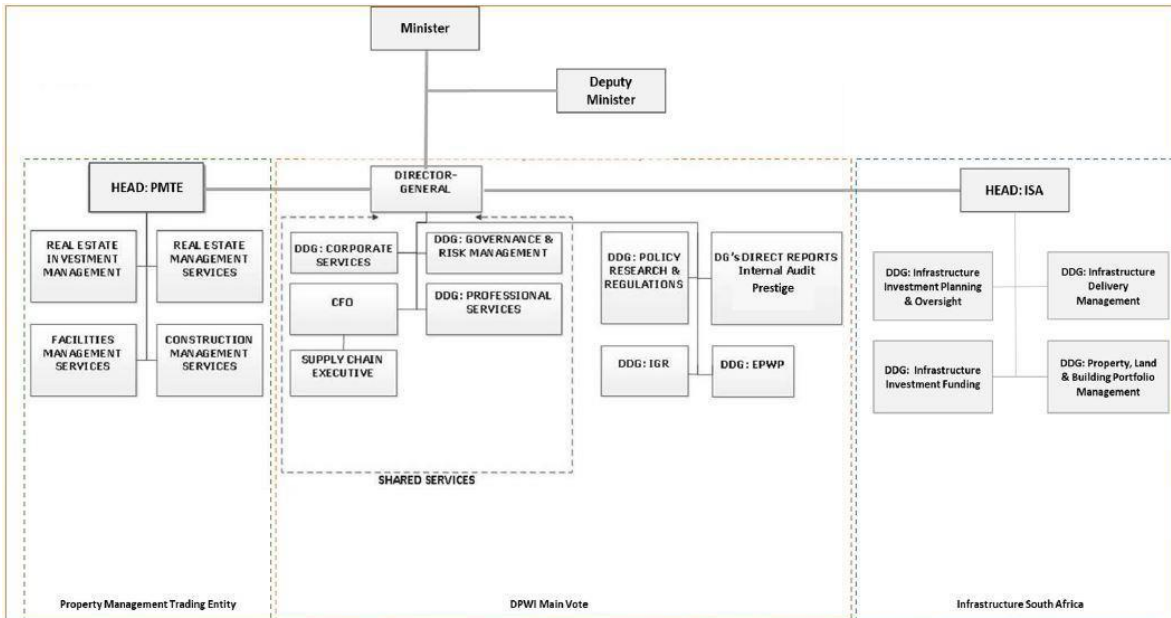 Minister
Deputy
Minister
HEAD: PMTE
DIRECTOR-
GENERAL
HEAD: ISA
REAL ESTATE
INVESTMENT
MANAGEMENT
REAL ESTATE
MANAGEMENT
SERVICES
FACILITIES
MANAGEMENT
SERVICES
CONSTRUCTION
MANAGEMENT
SERVICES
DDG: CORPORATE
SERVICES
DDG: GOVERNANCE &
RISK MANAGEMENT
CFO
DDG: PROFESSIONAL
SERVICES
SUPPLY CHAIN
EXECUTIVE
SHARED SERVICES
DDG: POLICY
RESEARCH &
REGULATIONS
DG's DIRECT REPORTS
Internal Audit
Prestige
DDG: IGR
DDG: EPWP
DDG: Infrastructure
Investment Planning
& Oversight
DDG: Infrastructure
Delivery
Management
DDG: Infrastructure
Investment Funding
DDG: Property, Land
& Building Portfolio
Management
Property Management Trading Entity
DPWI Main Vote
Infrastructure South Africa